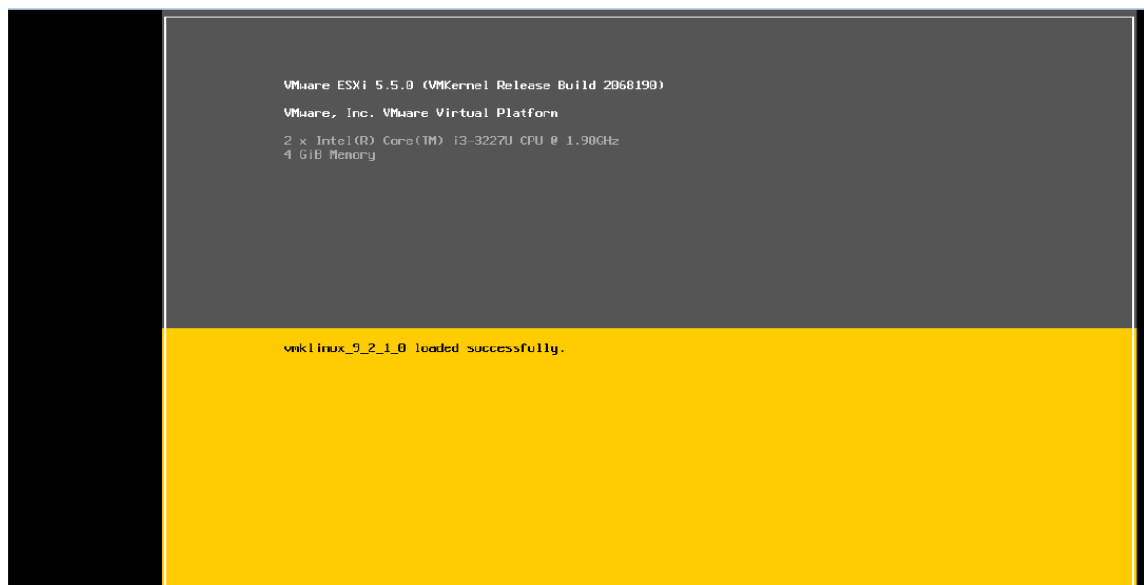 VMware ESXi 5.5.0 (VMKernel Release Build 2068190)
VMware, Inc. VMware Virtual Platform
2 x Intel(R) Core(TM) i3-3227U CPU @ 1.90GHz
4 GiB Memory
vmklinux_9_2_1_0 loaded successfully.